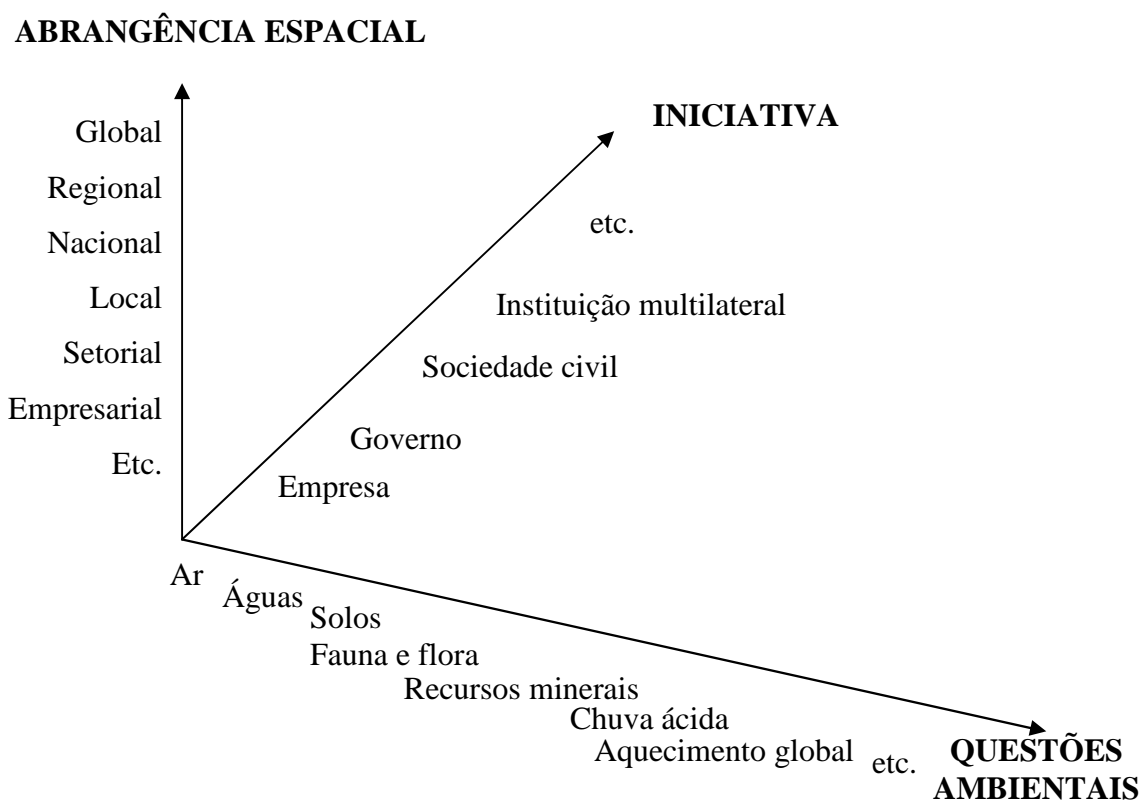 ABRANGÊNCIA ESPACIAL
Global
Regional
Nacional
Local
Setorial
Empresarial
Etc.
INICIATIVA
etc.
Instituição multilateral
Sociedade civil
Governo
Empresa
Ar
Águas
Solos
Fauna e flora
Recursos minerais
Chuva ácida
Aquecimento global
etc.
QUESTÕES
AMBIENTAIS